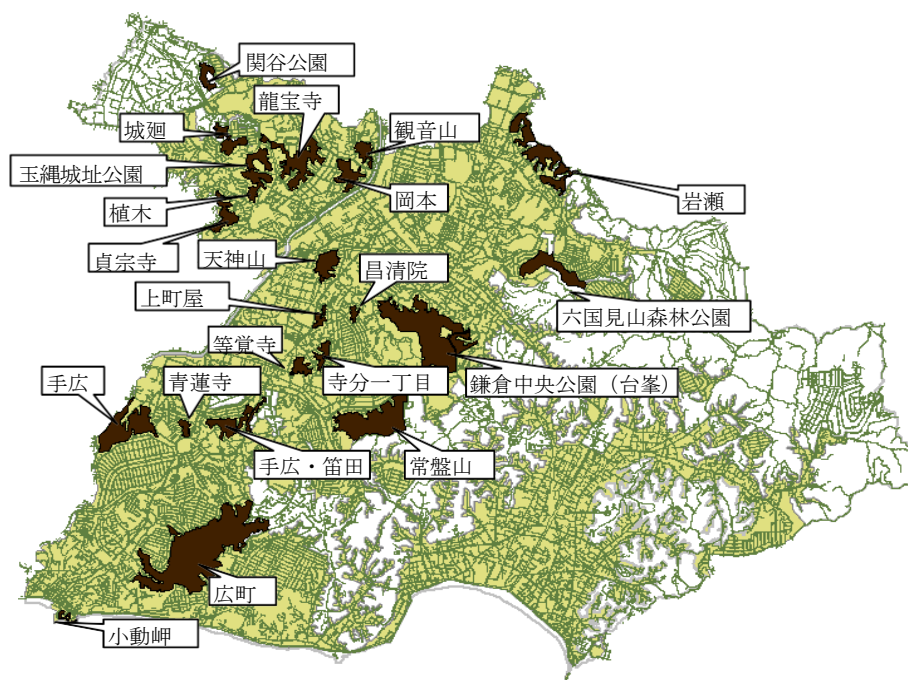 関谷公園
龍宝寺
城廻
観音山
玉縄城址公園
岡本
岩瀬
植木
貞宗寺
天神山
昌清院
上町屋
六国見山森林公園
等覚寺
手広
青蓮寺
寺分一丁目
鎌倉中央公園（台峯）
手広・笛田
常盤山
広町
小動岬